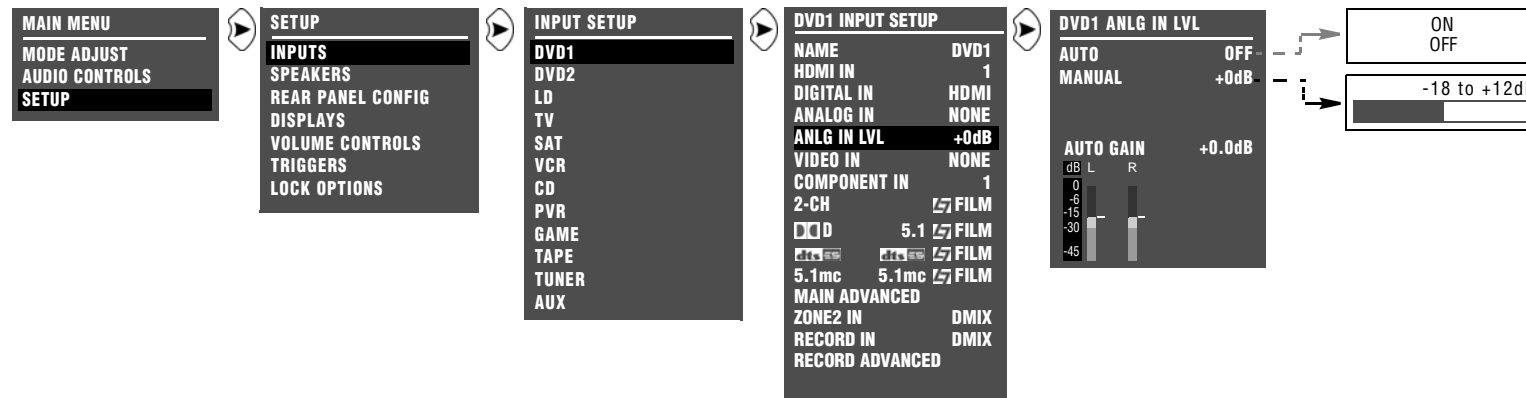 MAIN MENU
MODE ADJUST
AUDIO CONTROLS
SETUP
SETUP
INPUTS
SPEAKERS
REAR PANEL CONFIG
DISPLAYS
VOLUME CONTROLS
TRIGGERS
LOCK OPTIONS
INPUT SETUP
DVD1
DVD2
LD
TV
SAT
VCR
CD
PVR
GAME
TAPE
TUNER
AUX
DVD1 INPUT SETUP
NAME DVD1
HDMI IN 1
DIGITAL IN HDMI
ANALOG IN NONE
ANLG IN LVL +0dB
VIDEO IN NONE
COMPONENT IN 1
2-CH FILM
D 5.1 FILM
dts ES dts ES FILM
5.1mc 5.1mc FILM
MAIN ADVANCED
ZONE2 IN DMIX
RECORD IN DMIX
RECORD ADVANCED
DVD1 ANLG IN LVL
AUTO OFF
MANUAL +0dB
AUTO GAIN +0.0dB
dB L R
0
-6
-15
-30
-45
ON
OFF
-18 to +12d